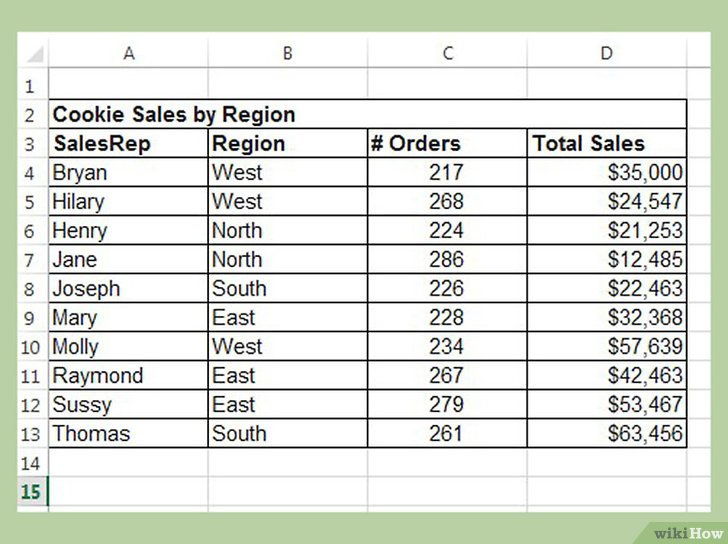 A B C D
1
2 Cookie Sales by Region
3 SalesRep Region # Orders Total Sales
4 Bryan West 217 $35,000
5 Hilary West 268 $24,547
6 Henry North 224 $21,253
7 Jane North 286 $12,485
8 Joseph South 226 $22,463
9 Mary East 228 $32,368
10 Molly West 234 $57,639
11 Raymond East 267 $42,463
12 Sussy East 279 $53,467
13 Thomas South 261 $63,456
14
15
wikiHow